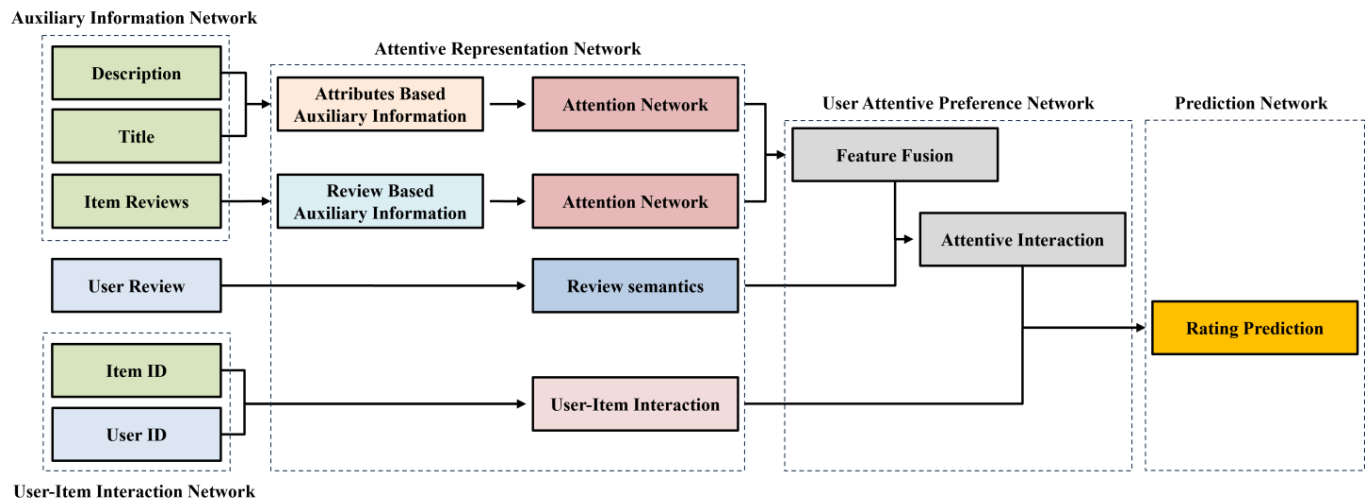 Auxiliary Information Network
Description
Title
Item Reviews
User Review
Item ID
User ID
User-Item Interaction Network
Attentive Representation Network
Attributes Based
Auxiliary Information
Attention Network
Review Based
Auxiliary Information
Attention Network
Review semantics
User-Item Interaction
User Attentive Preference Network
Feature Fusion
Attentive Interaction
Prediction Network
Rating Prediction